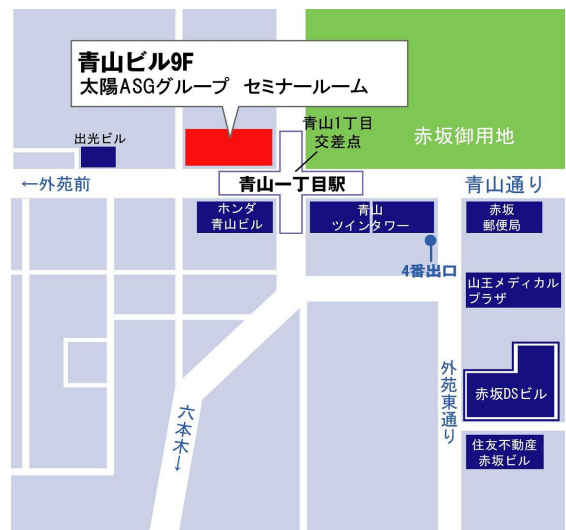 青山ビル9F
太陽ASGグループ セミナールーム
青山1丁目
交差点
出光ビル
赤坂御用地
←外苑前
青山一丁目駅
青山通り
ホンダ
青山ビル
青山
ツインタワー
赤坂
郵便局
4番出口
山王メディカル
プラザ
外苑東通り
赤坂DSビル
六本木↓
住友不動産
赤坂ビル